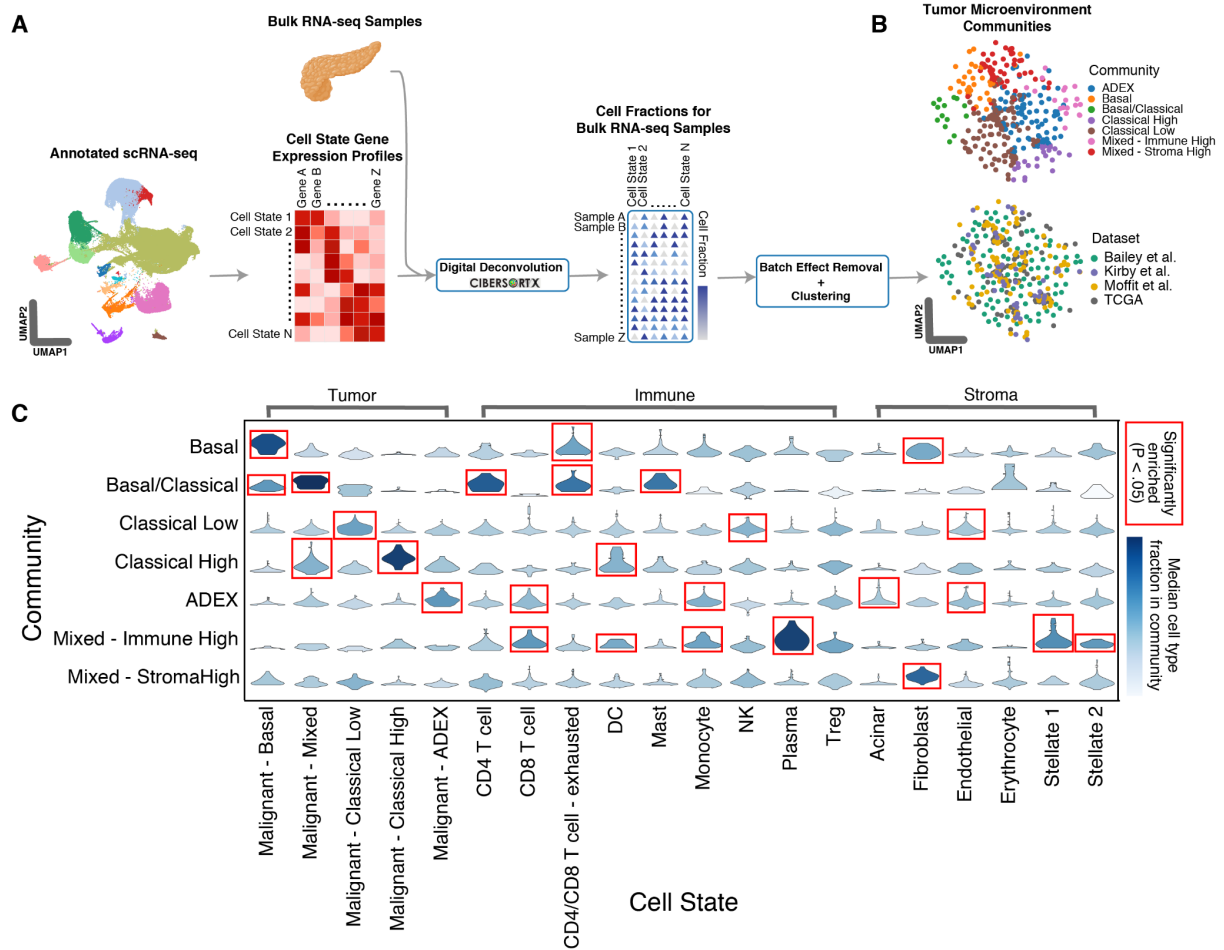 A
Bulk RNA-seq Samples
Annotated scRNA-seq
UMAP2
UMAP1
Cell State Gene
Expression Profiles
Gene A
Gene B
Gene Z
Cell State 1
Cell State 2
Cell State N
Digital Deconvolution
CIBERSORTX
Cell Fractions for
Bulk RNA-seq Samples
Cell State 1
Cell State 2
Cell State N
Sample A
Sample B
Sample Z
Cell Fraction
Batch Effect Removal
+
Clustering
B
Tumor Microenvironment
Communities
Community
ADEX
Basal
Basal/Classical
Classical High
Classical Low
Mixed - Immune High
Mixed - Stroma High
Dataset
Bailey et al.
Kirby et al.
Moffit et al.
TCGA
UMAP2
UMAP1
C
Tumor
Immune
Stroma
Community
Basal
Basal/Classical
Classical Low
Classical High
ADEX
Mixed - Immune High
Mixed - StromaHigh
Significantly
enriched
(P < .05)
Median cell type
fraction in community
Malignant - Basal
Malignant - Mixed
Malignant - Classical Low
Malignant - Classical High
Malignant - ADEX
CD4 T cell
CD8 T cell
CD4/CD8 T cell - exhausted
DC
Mast
Monocyte
NK
Plasma
Treg
Acinar
Fibroblast
Endothelial
Erythrocyte
Stellate 1
Stellate 2
Cell State